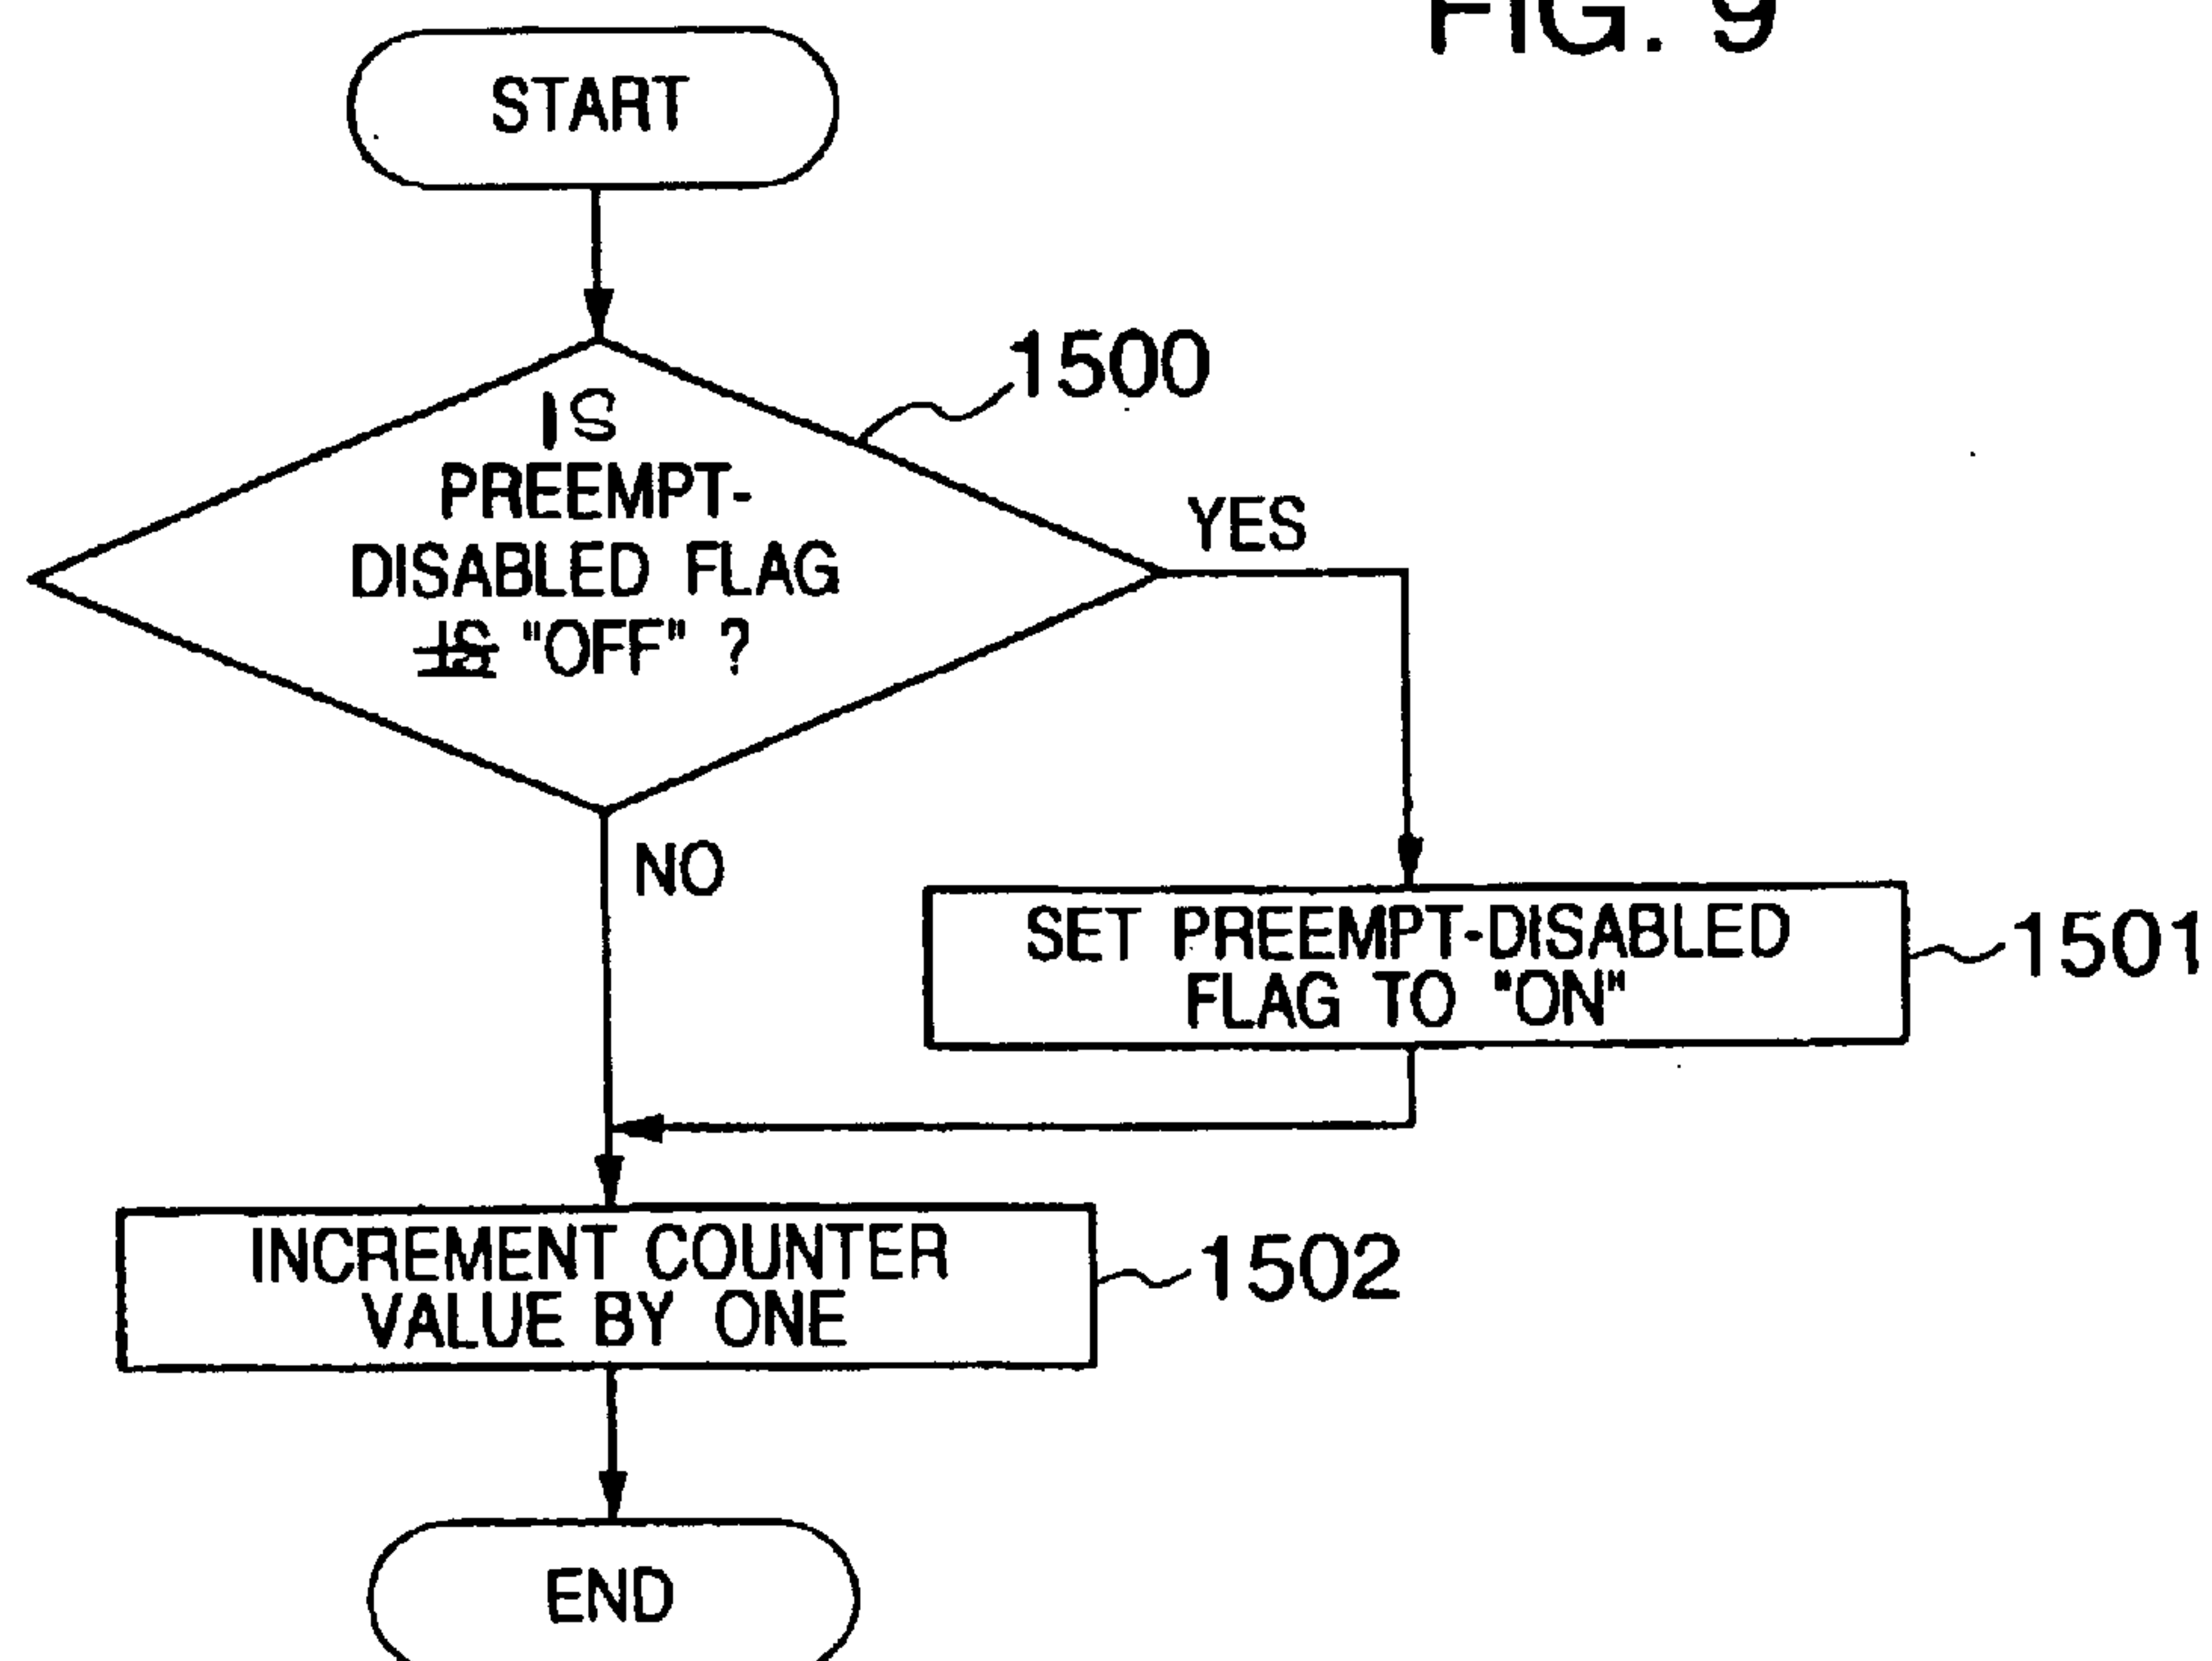 FIG. 9
START
1500
IS
PREEMPT-
DISABLED FLAG
IS "OFF" ?
YES
NO
SET PREEMPT-DISABLED
FLAG TO "ON"
1501
INCREMENT COUNTER
VALUE BY ONE
1502
END